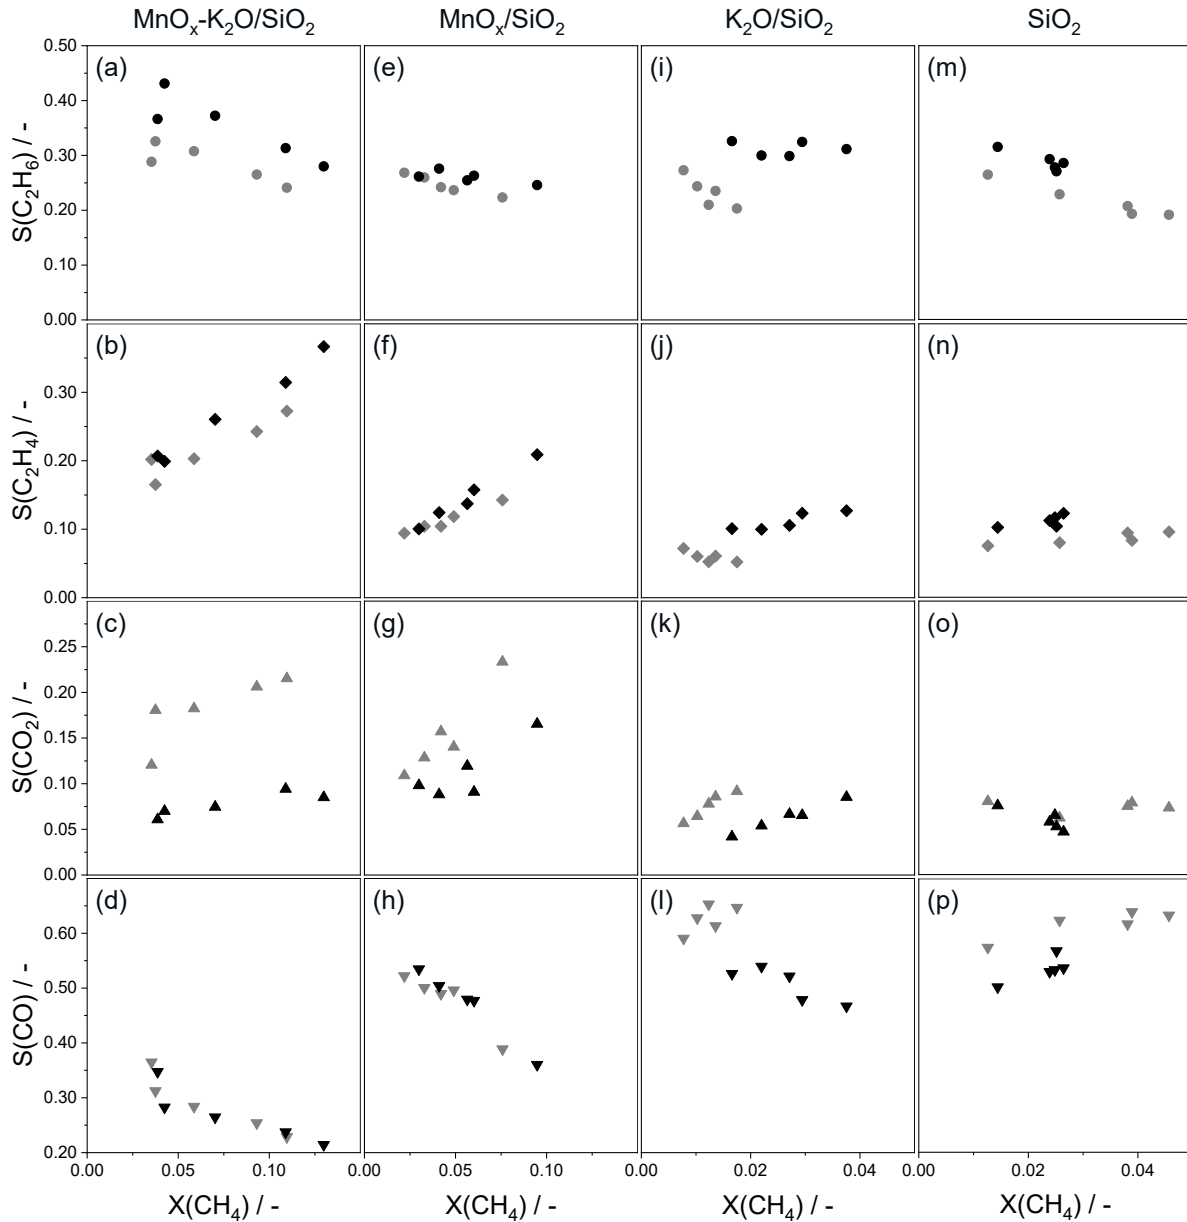 MnOₓ-K₂O/SiO₂ MnOₓ/SiO₂ K₂O/SiO₂ SiO₂
(a) (e) (i) (m)
0.50
0.40
0.30
0.20
0.10
0.00
S(C₂H₆) / -
(b) (f) (j) (n)
0.30
0.20
0.10
0.00
S(C₂H₄) / -
(c) (g) (k) (o)
0.25
0.20
0.15
0.10
0.05
0.00
S(CO₂) / -
(d) (h) (l) (p)
0.60
0.50
0.40
0.30
0.20
S(CO) / -
0.00 0.05 0.10 0.00 0.05 0.10 0.00 0.02 0.04 0.00 0.02 0.04
X(CH₄) / - X(CH₄) / - X(CH₄) / - X(CH₄) / -